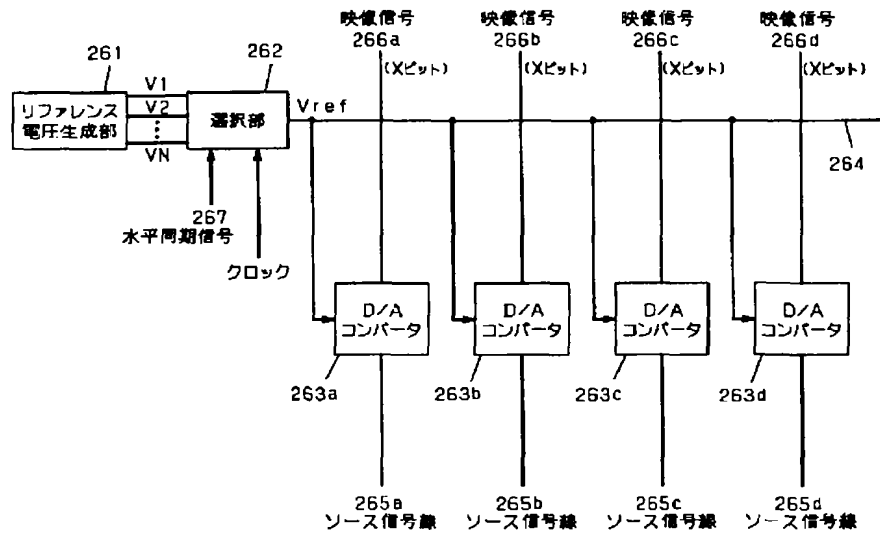 映像信号
266a
(Xビット)
映像信号
266b
(Xビット)
映像信号
266c
(Xビット)
映像信号
266d
(Xビット)
261
262
リファレンス
電圧生成部
V1
V2
VN
選択部
Vref
264
267
水平同期信号
クロック
D/A
コンバータ
D/A
コンバータ
D/A
コンバータ
D/A
コンバータ
263a
263b
263c
263d
265a
ソース信号線
265b
ソース信号線
265c
ソース信号線
265d
ソース信号線